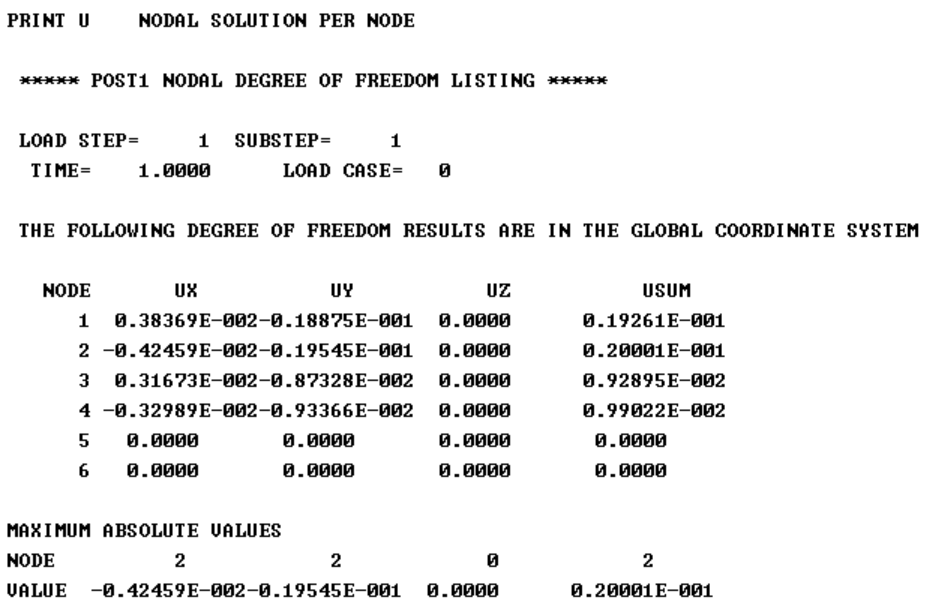 PRINT U    NODAL SOLUTION PER NODE
***** POST1 NODAL DEGREE OF FREEDOM LISTING *****
LOAD STEP=     1  SUBSTEP=     1
TIME=    1.0000      LOAD CASE=   0
THE FOLLOWING DEGREE OF FREEDOM RESULTS ARE IN THE GLOBAL COORDINATE SYSTEM
NODE       UX           UY           UZ           USUM
1  0.38369E-002-0.18875E-001  0.0000      0.19261E-001
2 -0.42459E-002-0.19545E-001  0.0000      0.20001E-001
3  0.31673E-002-0.87328E-002  0.0000      0.92895E-002
4 -0.32989E-002-0.93366E-002  0.0000      0.99022E-002
5   0.0000       0.0000       0.0000       0.0000
6   0.0000       0.0000       0.0000       0.0000
MAXIMUM ABSOLUTE VALUES
NODE          2            2            0            2
VALUE  -0.42459E-002-0.19545E-001  0.0000      0.20001E-001